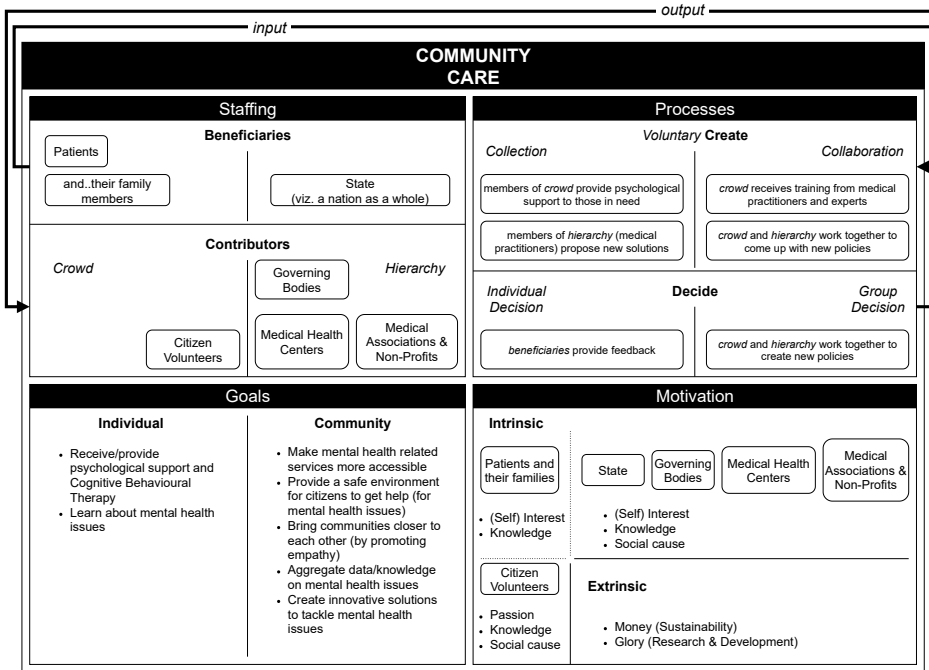 output
input
COMMUNITY
CARE
Staffing
Beneficiaries
Patients
and..their family
members
State
(viz. a nation as a whole)
Contributors
Crowd
Hierarchy
Governing
Bodies
Citizen
Volunteers
Medical Health
Centers
Medical
Associations &
Non-Profits
Processes
Voluntary Create
Collection
Collaboration
members of crowd provide psychological
support to those in need
crowd receives training from medical
practitioners and experts
members of hierarchy (medical
practitioners) propose new solutions
crowd and hierarchy work together to
come up with new policies
Individual
Decision
Decide
Group
Decision
beneficiaries provide feedback
crowd and hierarchy work together to
create new policies
Goals
Individual
• Receive/provide
psychological support and
Cognitive Behavioural
Therapy
• Learn about mental health
issues
Community
• Make mental health related
services more accessible
• Provide a safe environment
for citizens to get help (for
mental health issues)
• Bring communities closer to
each other (by promoting
empathy)
• Aggregate data/knowledge
on mental health issues
• Create innovative solutions
to tackle mental health
issues
Motivation
Intrinsic
Patients and
their families
State
Governing
Bodies
Medical Health
Centers
Medical
Associations &
Non-Profits
• (Self) Interest
• Knowledge
• (Self) Interest
• Knowledge
• Social cause
Citizen
Volunteers
• Passion
• Knowledge
• Social cause
Extrinsic
• Money (Sustainability)
• Glory (Research & Development)